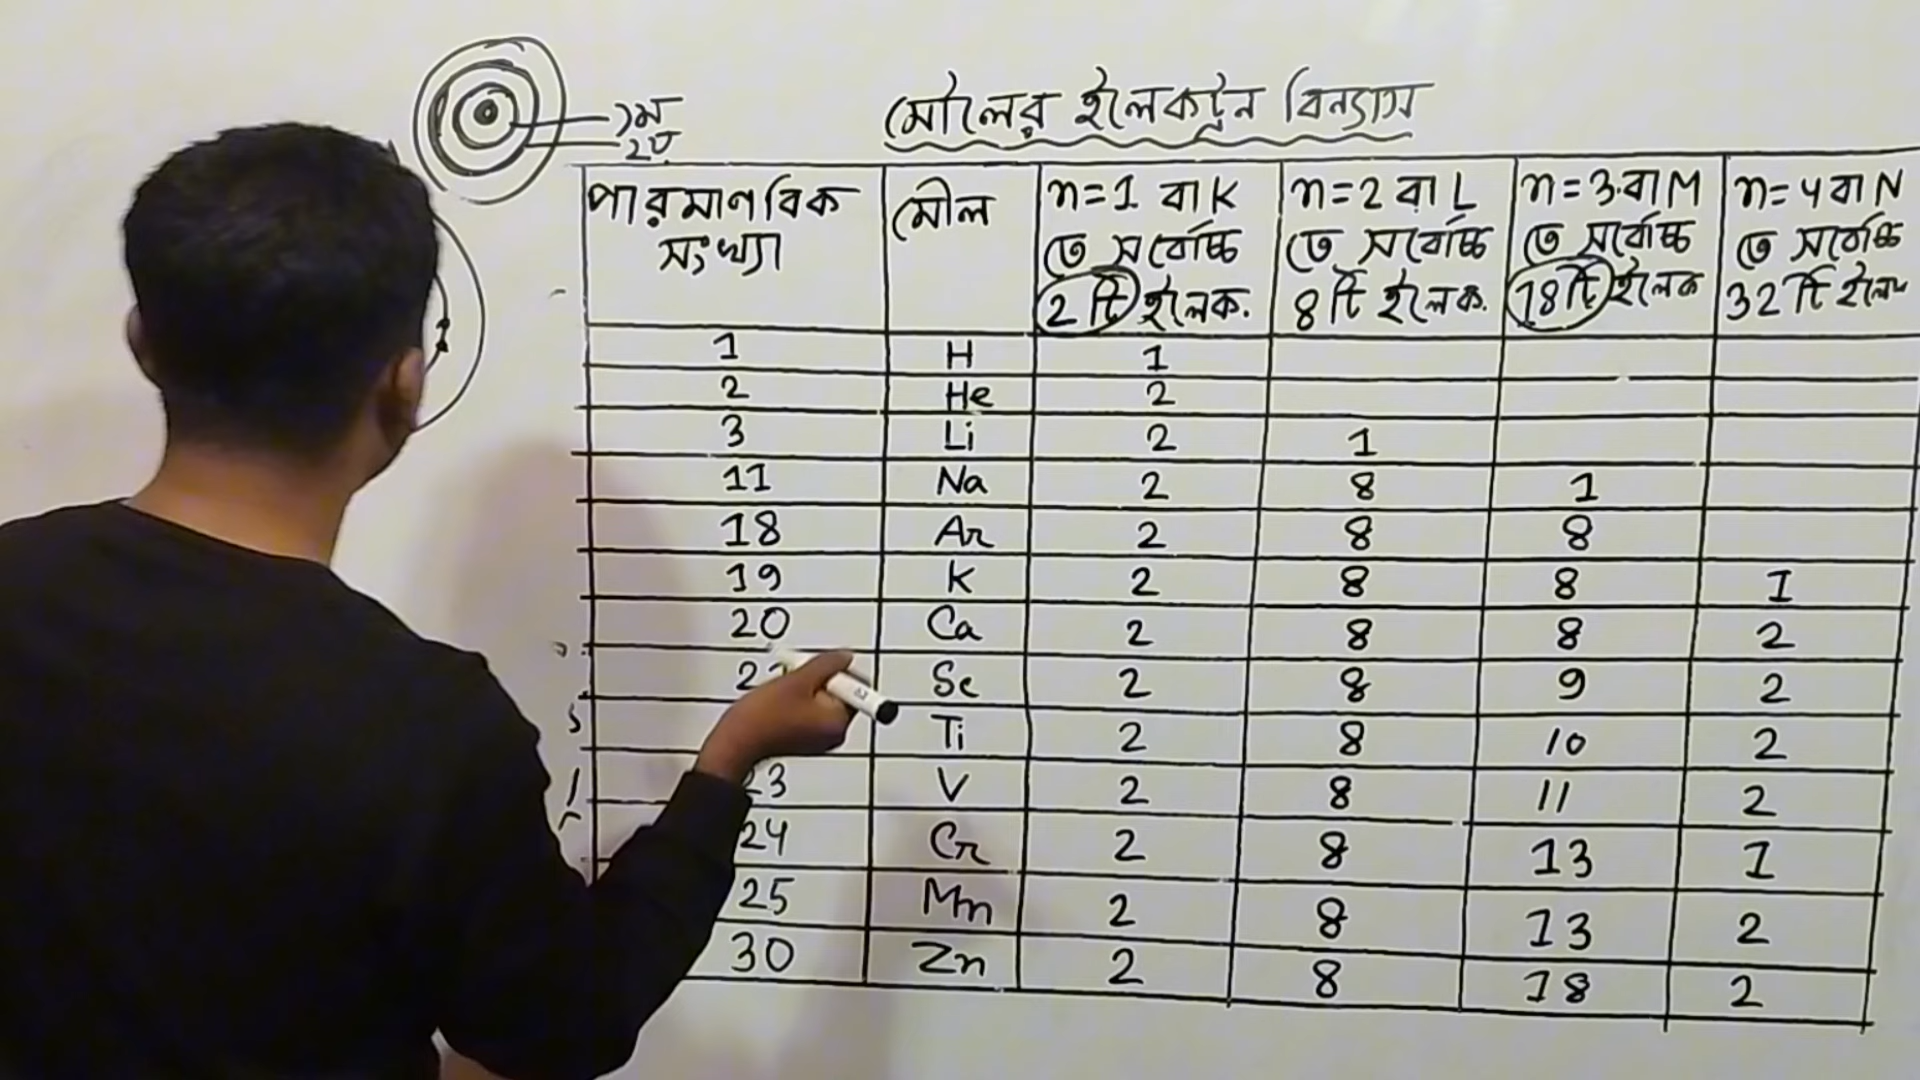 ১ম
২য়
মৌলের ইলেকট্রন বিন্যাস
পারমাণবিক সংখ্যা | মৌল | n=1 বা K তে সর্বোচ্চ 2 টি ইলেক. | n=2 বা L তে সর্বোচ্চ 8 টি ইলেক. | n=3 বা M তে সর্বোচ্চ 18 টি ইলেক | n=4 বা N তে সর্বোচ্চ 32 টি
1 H 1
2 He 2
3 Li 2 1
11 Na 2 8 1
18 Ar 2 8 8
19 K 2 8 8 1
20 Ca 2 8 8 2
Sc 2 8 9 2
Ti 2 8 10 2
23 V 2 8 11 2
24 Cr 2 8 13 1
25 Mn 2 8 13 2
30 Zn 2 8 18 2